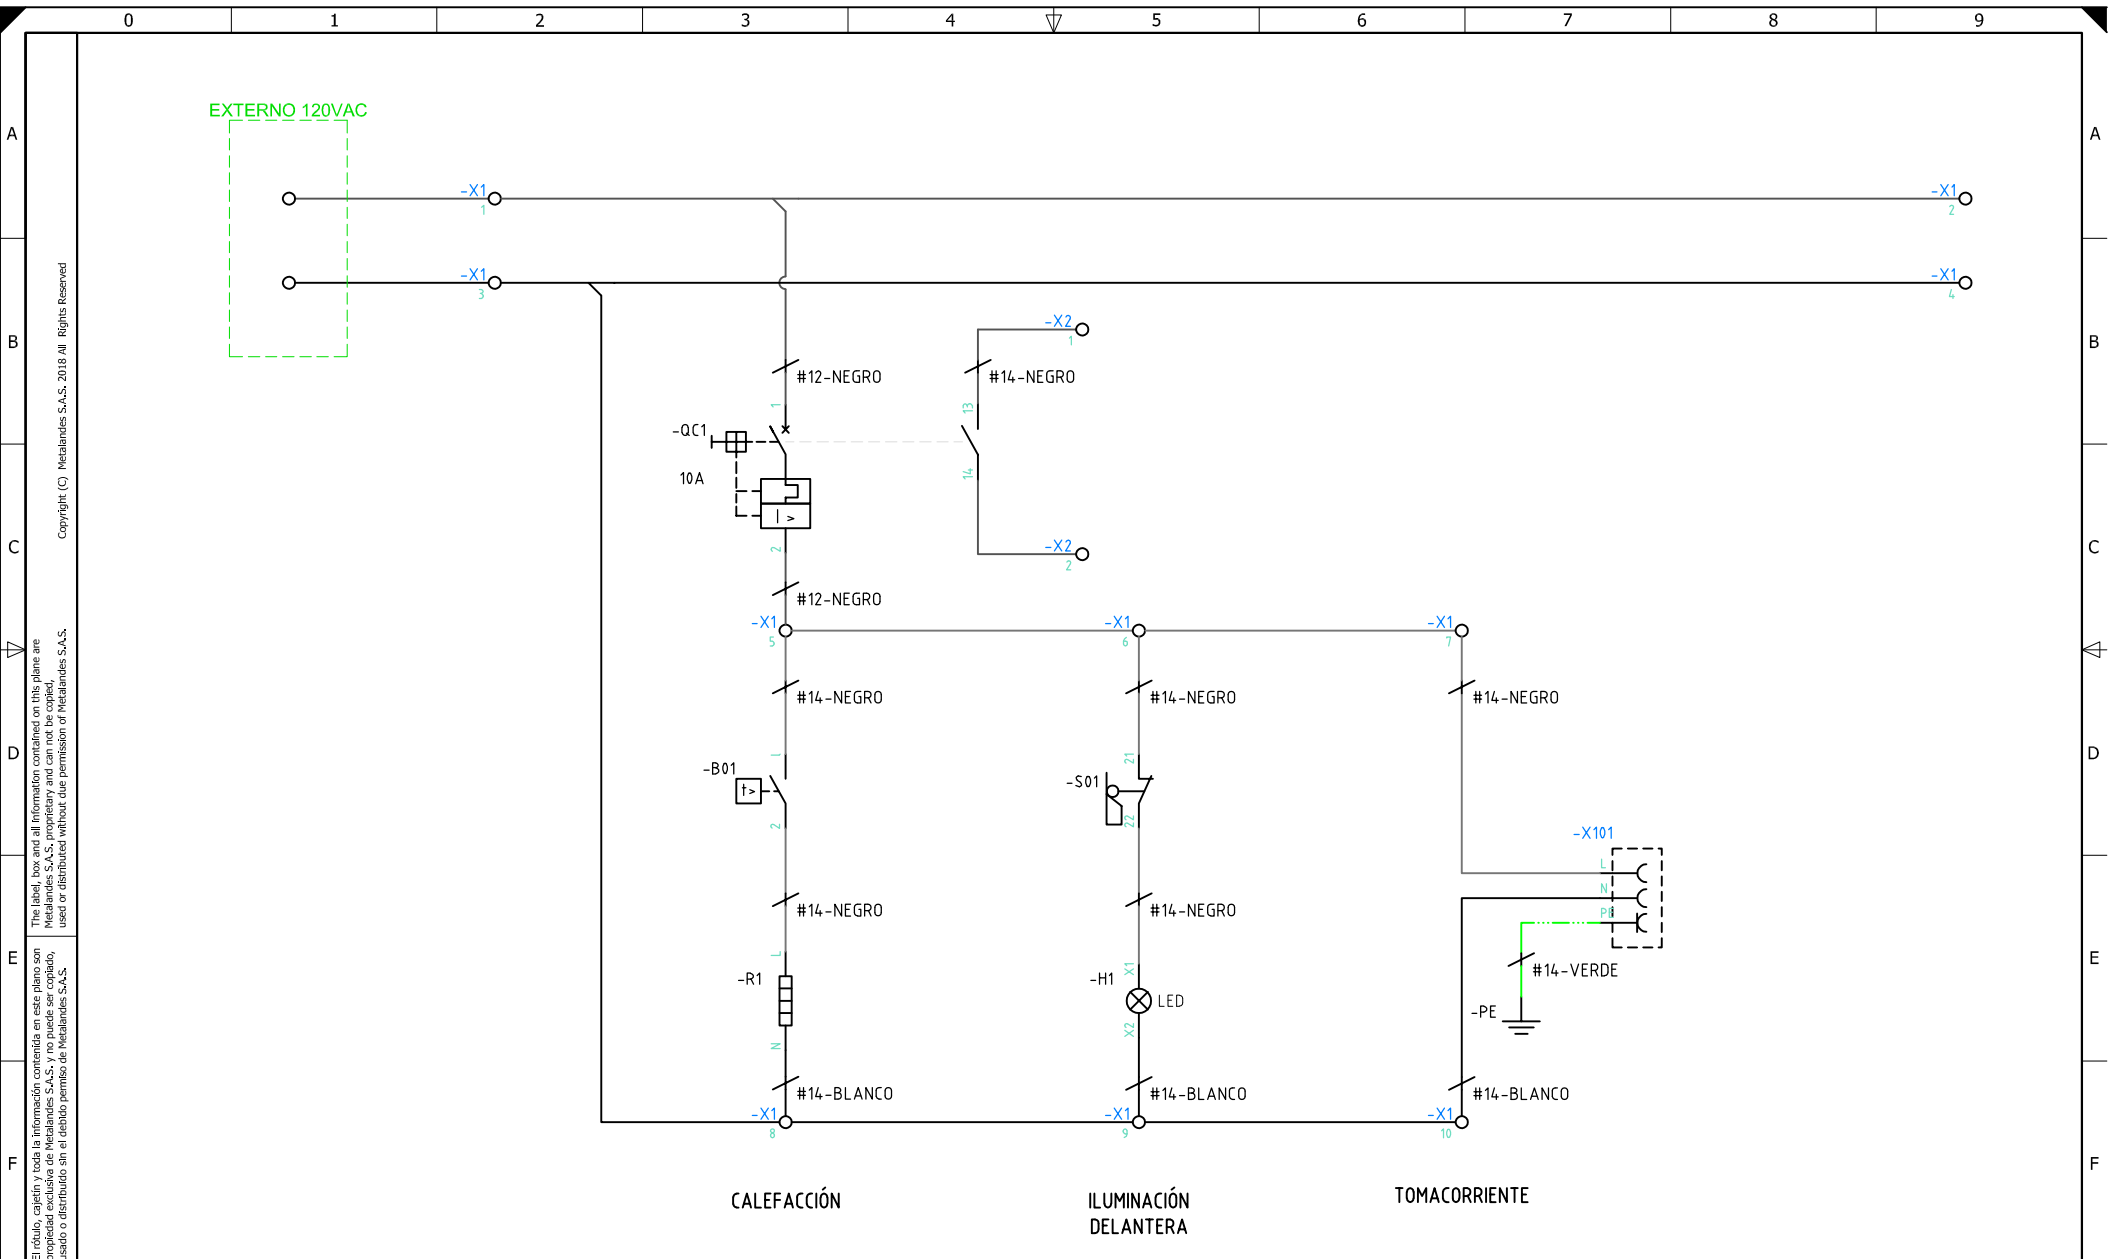 0 1 2 3 4 5 6 7 8 9
A A
EXTERNO 120VAC
-X1
1
-X1
2
-X1
3
-X1
4
B B
-X2
1
#12-NEGRO
#14-NEGRO
1
13
-QC1
10A
14
I >
C C
2
-X2
2
#12-NEGRO
-X1
5
-X1
6
-X1
7
#14-NEGRO
#14-NEGRO
#14-NEGRO
D D
1
21
-B01
t>
-S01
2
22
-X101
L
N
PE
#14-NEGRO
#14-NEGRO
E E
L
X1
#14-VERDE
-R1
-H1
LED
-PE
N
X2
#14-BLANCO
#14-BLANCO
#14-BLANCO
-X1
8
-X1
9
-X1
10
F F
CALEFACCIÓN
ILUMINACIÓN
DELANTERA
TOMACORRIENTE
Copyright (C) Metalandes S.A.S. 2018 All Rights Reserved
The label, box and all information contained on this plane are
Metalandes S.A.S. proprietary and can not be copied,
used or distributed without due permission of Metalandes S.A.S.
El rótulo, cajetín y toda la información contenida en este plano son
propiedad exclusiva de Metalandes S.A.S. y no puede ser copiado,
usado o distribuido sin el debido permiso de Metalandes S.A.S.